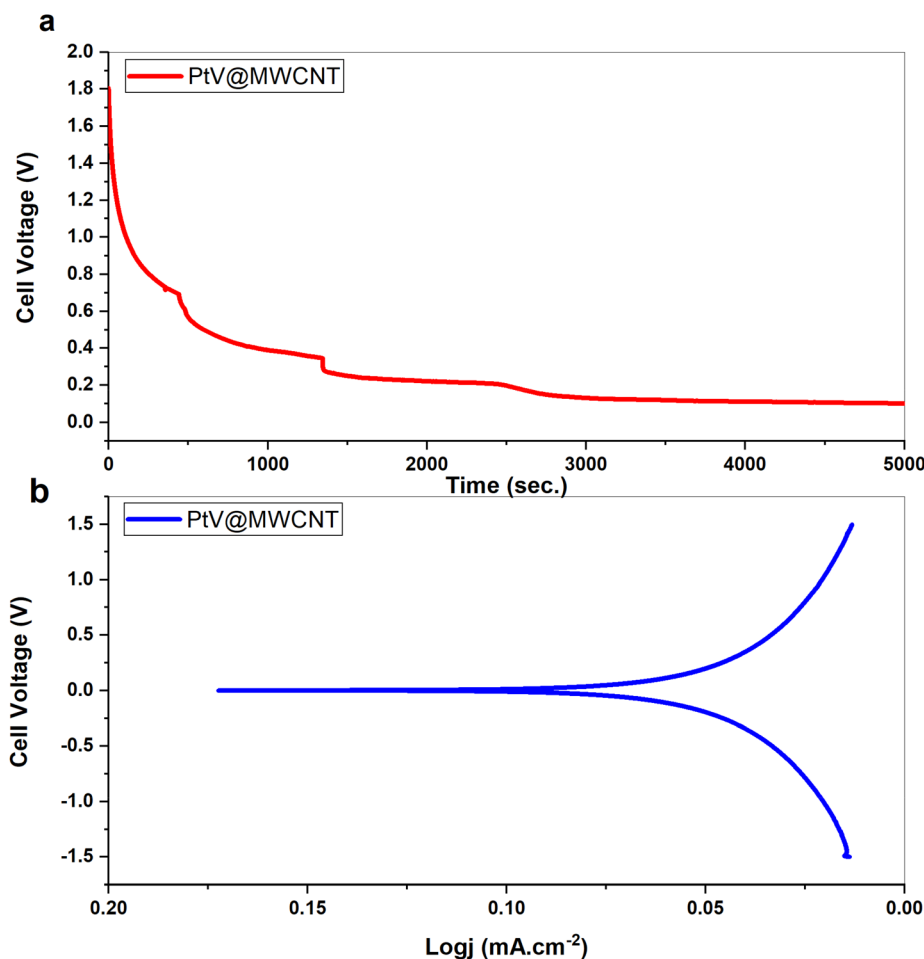 a
2.0
1.8
1.6
1.4
1.2
1.0
0.8
0.6
0.4
0.2
0.0
Cell Voltage (V)
PtV@MWCNT
0 1000 2000 3000 4000 5000
Time (sec.)
b
1.5
1.0
0.5
0.0
-0.5
-1.0
-1.5
Cell Voltage (V)
PtV@MWCNT
0.20 0.15 0.10 0.05 0.00
Logj (mA.cm⁻²)